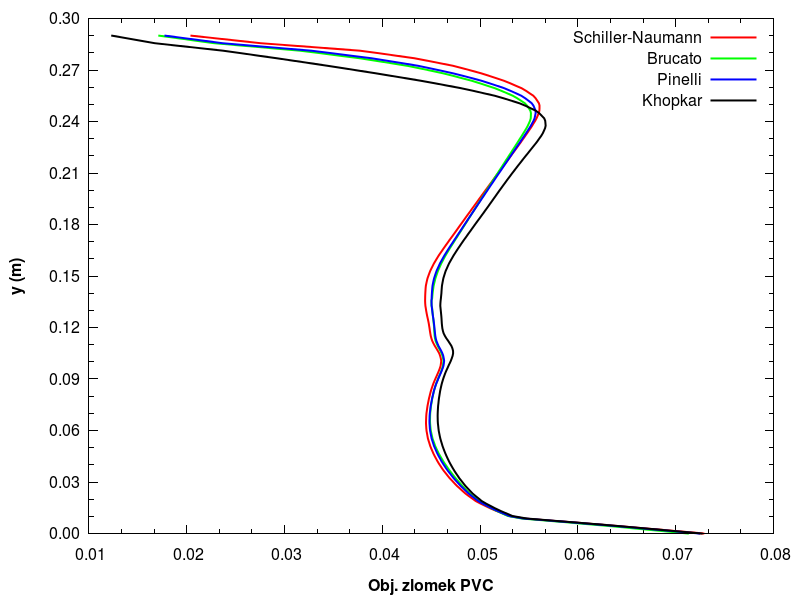 0.30
0.27
0.24
0.21
0.18
0.15
0.12
0.09
0.06
0.03
0.00
y (m)
Schiller-Naumann
Brucato
Pinelli
Khopkar
0.01 0.02 0.03 0.04 0.05 0.06 0.07 0.08
Obj. zlomek PVC